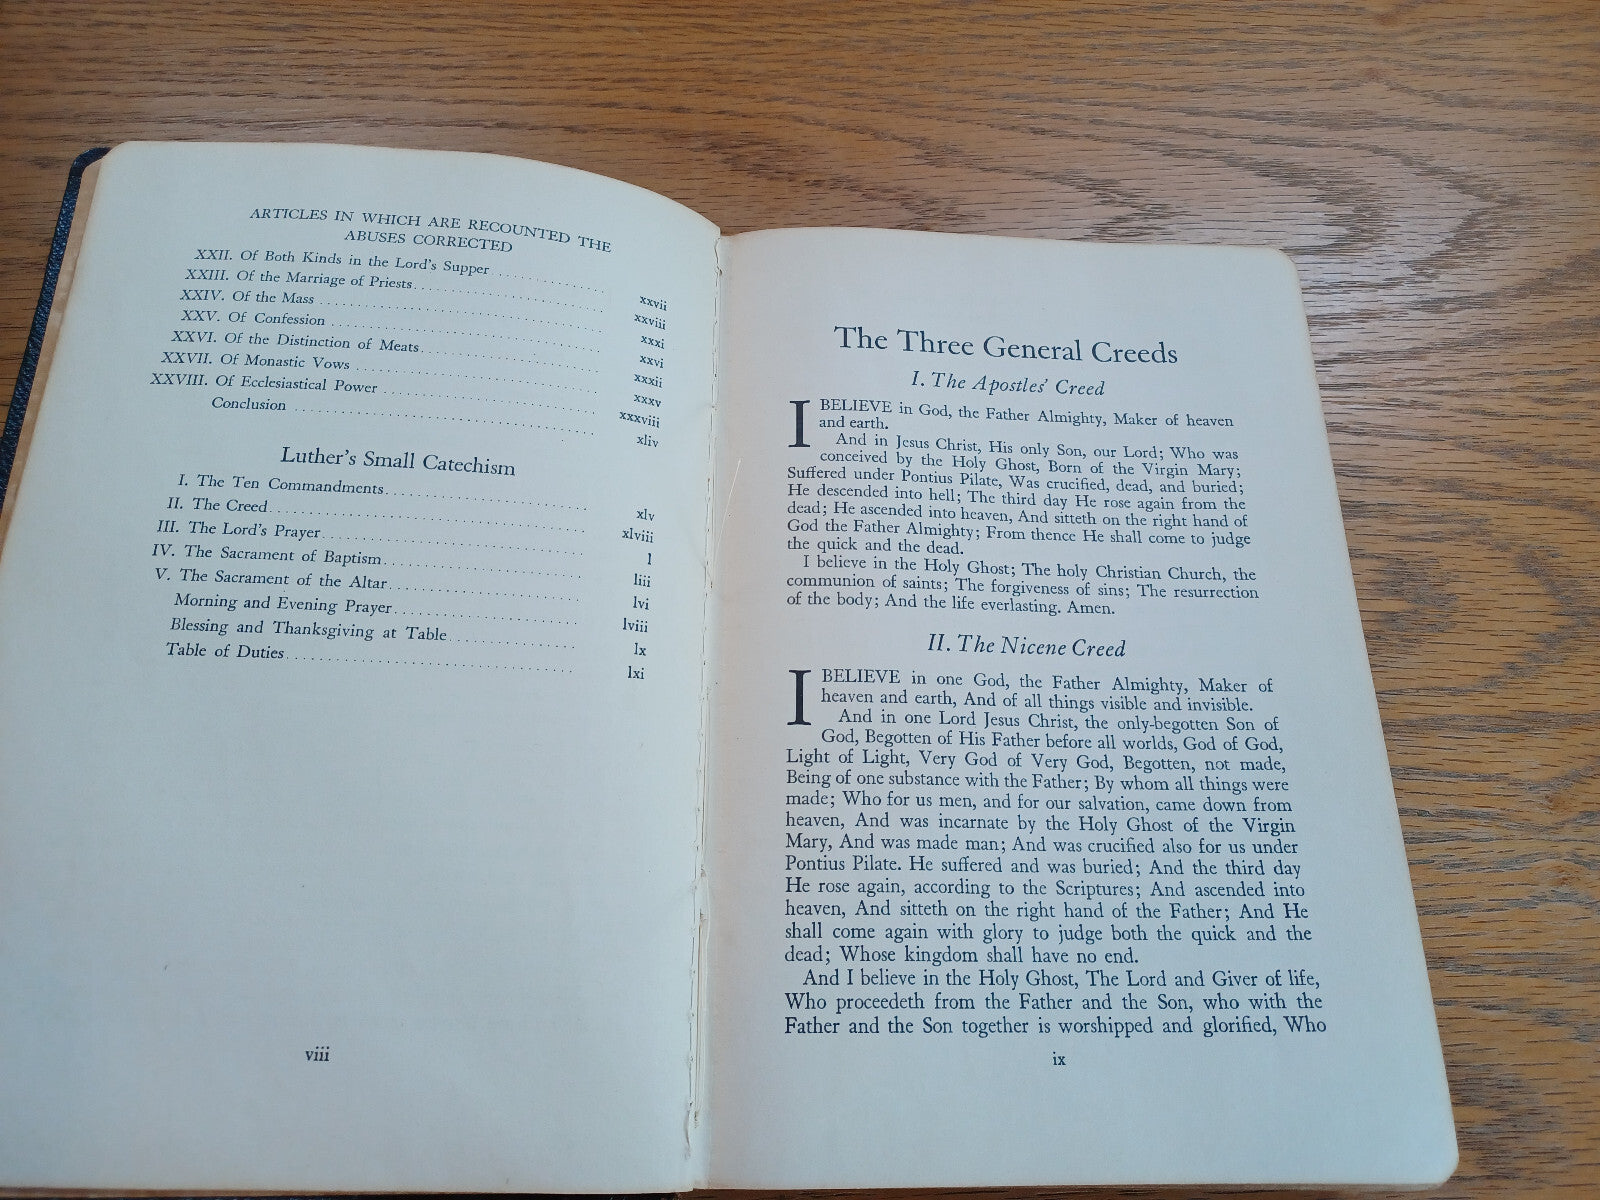 ARTICLES IN WHICH ARE RECOUNTED THE
ABUSES CORRECTED
XXII. Of Both Kinds in the Lord's Supper ............ xxvii
XXIII. Of the Marriage of Priests ............ xxviii
XXIV. Of the Mass ............ xxxi
XXV. Of Confession ............ xxvi
XXVI. Of the Distinction of Meats ............ xxxii
XXVII. Of Monastic Vows ............ xxxv
XXVIII. Of Ecclesiastical Power ............ xxxviii
Conclusion ............ xliv
Luther's Small Catechism
I. The Ten Commandments ............ xlv
II. The Creed ............ xlviii
III. The Lord's Prayer ............ l
IV. The Sacrament of Baptism ............ liii
V. The Sacrament of the Altar ............ lvi
Morning and Evening Prayer ............ lviii
Blessing and Thanksgiving at Table ............ lx
Table of Duties ............ lxi
viii
The Three General Creeds
I. The Apostles' Creed
I BELIEVE in God, the Father Almighty, Maker of heaven
and earth.
And in Jesus Christ, His only Son, our Lord; Who was
conceived by the Holy Ghost, Born of the Virgin Mary;
Suffered under Pontius Pilate, Was crucified, dead, and buried;
He descended into hell; The third day He rose again from the
dead; He ascended into heaven, And sitteth on the right hand of
God the Father Almighty; From thence He shall come to judge
the quick and the dead.
I believe in the Holy Ghost; The holy Christian Church, the
communion of saints; The forgiveness of sins; The resurrection
of the body; And the life everlasting. Amen.
II. The Nicene Creed
I BELIEVE in one God, the Father Almighty, Maker of
heaven and earth, And of all things visible and invisible.
And in one Lord Jesus Christ, the only-begotten Son of
God, Begotten of His Father before all worlds, God of God,
Light of Light, Very God of Very God, Begotten, not made,
Being of one substance with the Father; By whom all things were
made; Who for us men, and for our salvation, came down from
heaven, And was incarnate by the Holy Ghost of the Virgin
Mary, And was made man; And was crucified also for us under
Pontius Pilate. He suffered and was buried; And the third day
He rose again, according to the Scriptures; And ascended into
heaven, And sitteth on the right hand of the Father; And He
shall come again with glory to judge both the quick and the
dead; Whose kingdom shall have no end.
And I believe in the Holy Ghost, The Lord and Giver of life,
Who proceedeth from the Father and the Son, who with the
Father and the Son together is worshipped and glorified, Who
ix